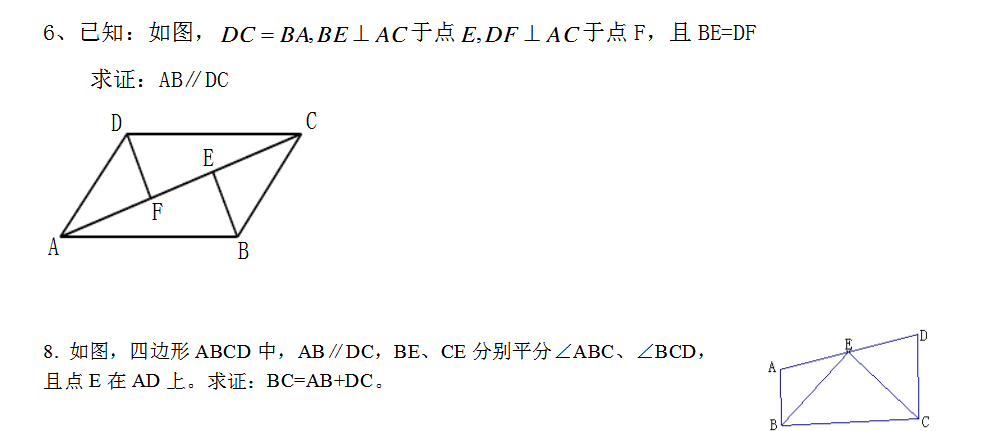 6、已知：如图，DC=BA,BE⊥AC于点E,DF⊥AC于点F，且BE=DF
求证：AB∥DC
D
C
E
F
A
B
8. 如图，四边形ABCD中，AB∥DC，BE、CE分别平分∠ABC、∠BCD，
且点E在AD上。求证：BC=AB+DC。
D
E
A
B
C